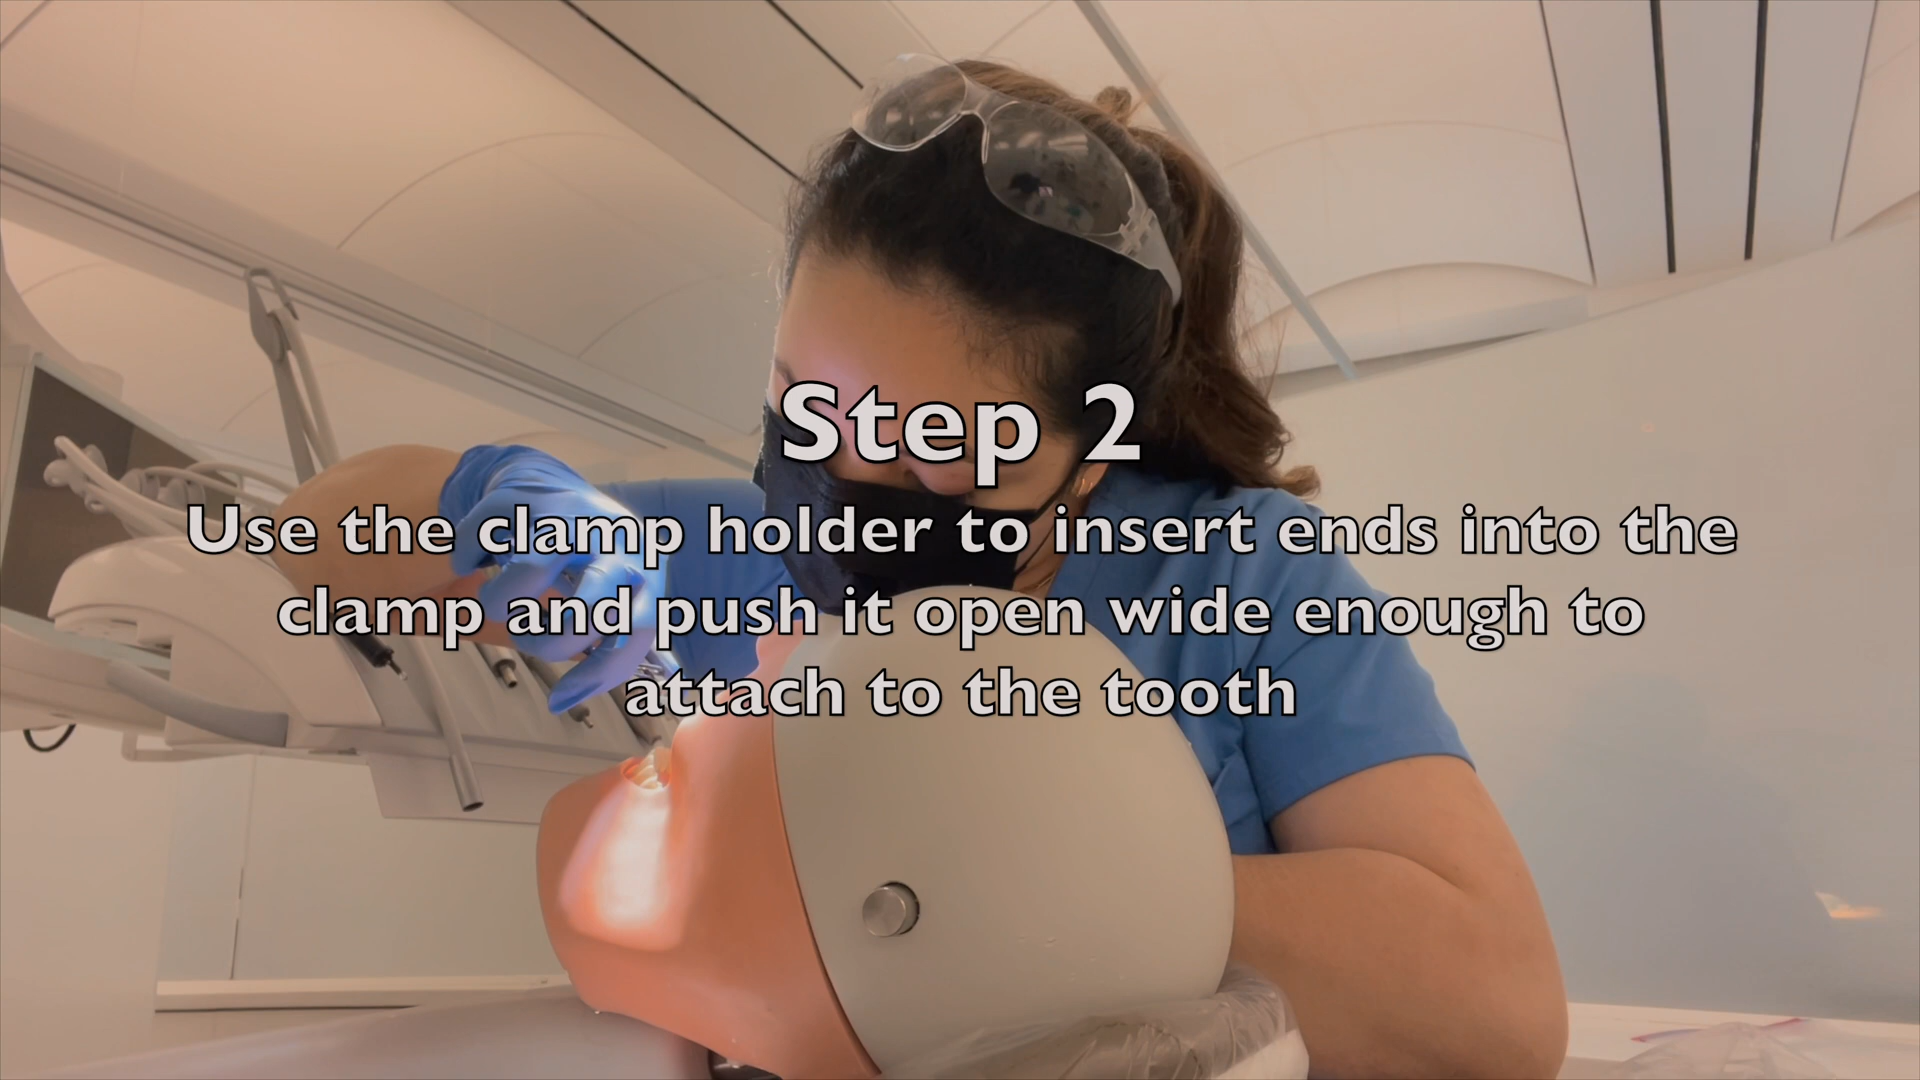 Step 2
Use the clamp holder to insert ends into the
clamp and push it open wide enough to
attach to the tooth